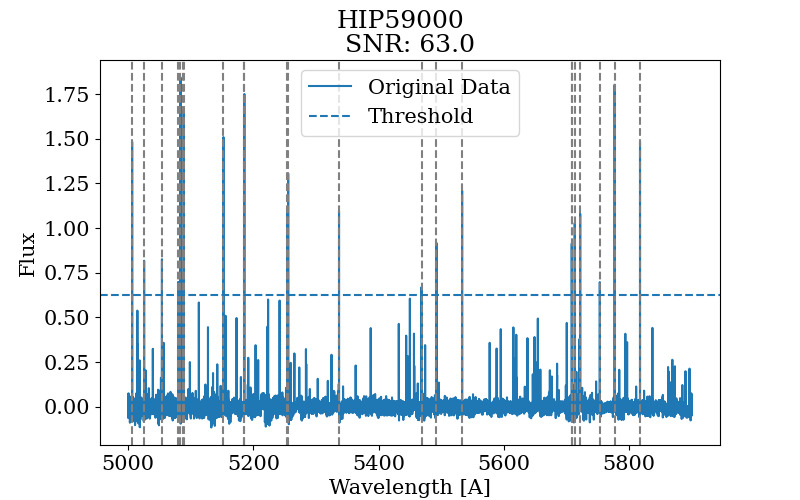 HIP59000
SNR: 63.0
Original Data
Threshold
1.75
1.50
1.25
1.00
0.75
0.50
0.25
0.00
Flux
5000 5200 5400 5600 5800
Wavelength [A]